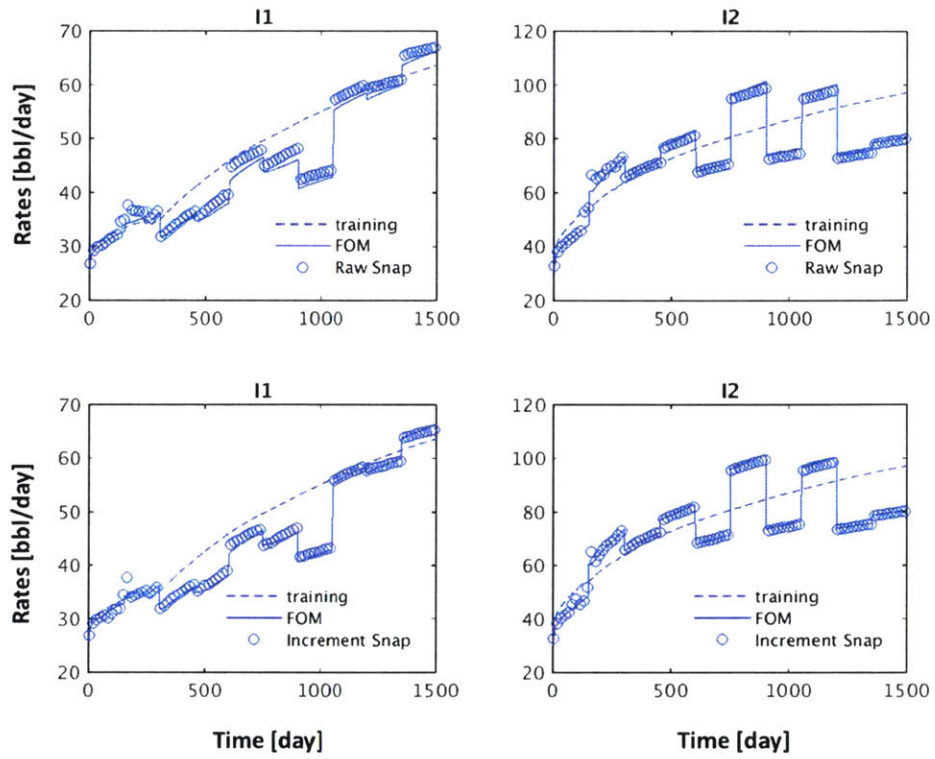 I1
I2
70
60
50
40
30
20
Rates [bbl/day]
training
FOM
Raw Snap
0
500
1000
1500
120
100
80
60
40
20
training
FOM
Raw Snap
0
500
1000
1500
I1
I2
70
60
50
40
30
20
Rates [bbl/day]
training
FOM
Increment Snap
0
500
1000
1500
120
100
80
60
40
20
training
FOM
Increment Snap
0
500
1000
1500
Time [day]
Time [day]